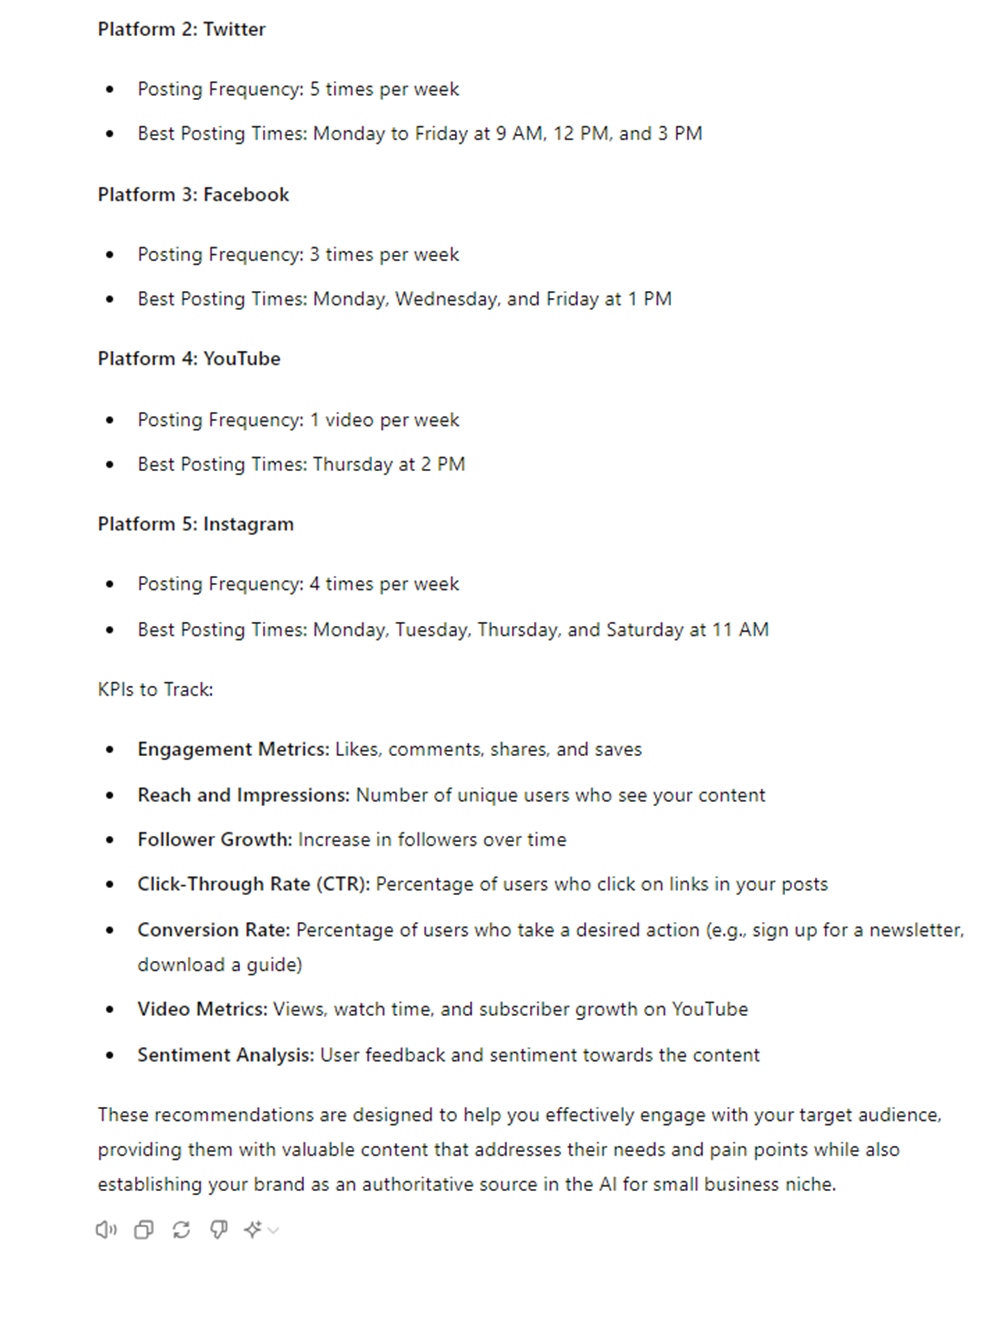 Platform 2: Twitter
Posting Frequency: 5 times per week
Best Posting Times: Monday to Friday at 9 AM, 12 PM, and 3 PM
Platform 3: Facebook
Posting Frequency: 3 times per week
Best Posting Times: Monday, Wednesday, and Friday at 1 PM
Platform 4: YouTube
Posting Frequency: 1 video per week
Best Posting Times: Thursday at 2 PM
Platform 5: Instagram
Posting Frequency: 4 times per week
Best Posting Times: Monday, Tuesday, Thursday, and Saturday at 11 AM
KPIs to Track:
Engagement Metrics: Likes, comments, shares, and saves
Reach and Impressions: Number of unique users who see your content
Follower Growth: Increase in followers over time
Click-Through Rate (CTR): Percentage of users who click on links in your posts
Conversion Rate: Percentage of users who take a desired action (e.g., sign up for a newsletter,
download a guide)
Video Metrics: Views, watch time, and subscriber growth on YouTube
Sentiment Analysis: User feedback and sentiment towards the content
These recommendations are designed to help you effectively engage with your target audience,
providing them with valuable content that addresses their needs and pain points while also
establishing your brand as an authoritative source in the AI for small business niche.